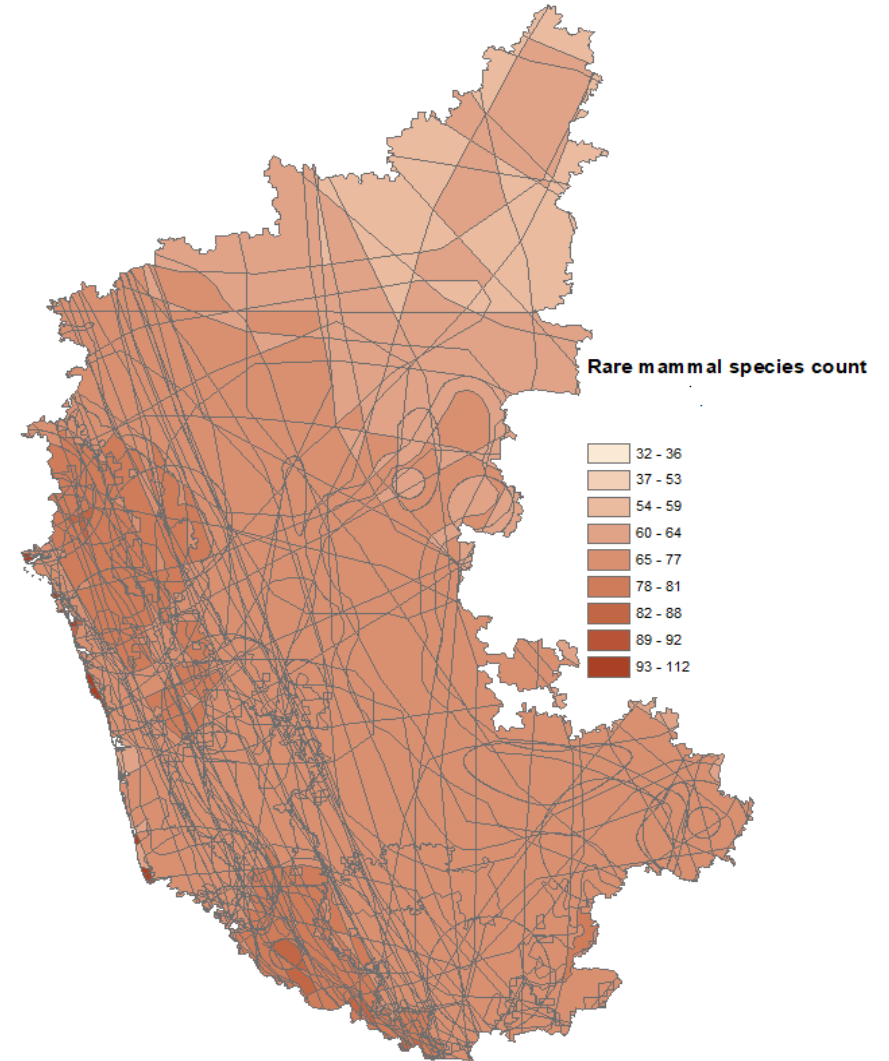 Rare mammal species count
32 - 36
37 - 53
54 - 59
60 - 64
65 - 77
78 - 81
82 - 88
89 - 92
93 - 112